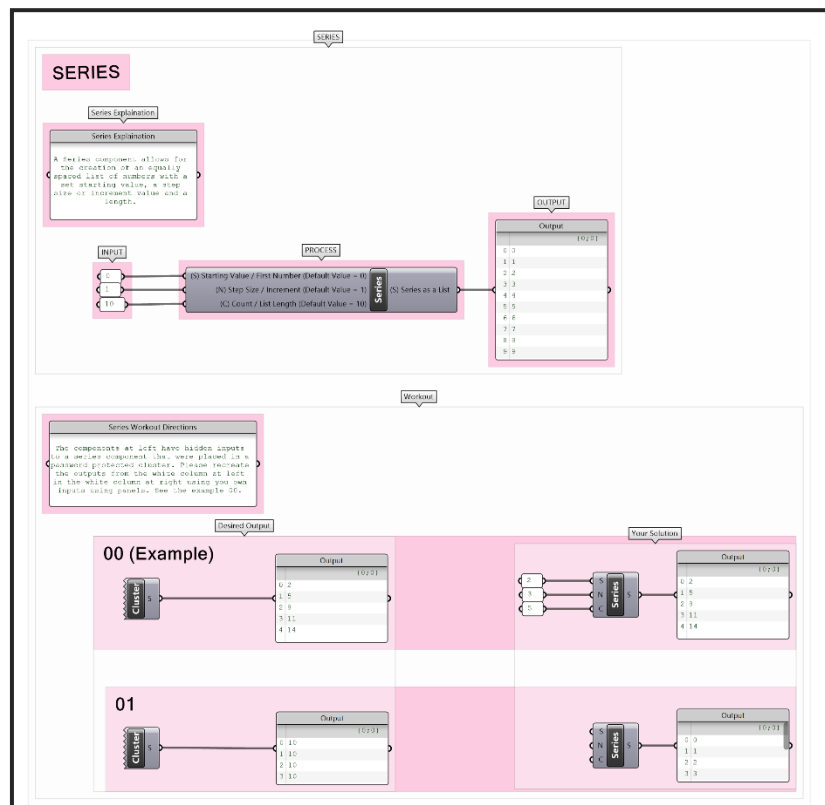 SERIES
SERIES
Series Explaination
Series Explaination
A Series component allows for
the creation of an equally
spaced list of numbers with a
set starting value, a step
size or increment value and a
length.
OUTPUT
Output
{0;0}
0 0
1 1
2 2
3 3
4 4
5 5
6 6
7 7
8 8
9 9
INPUT
0
1
10
PROCESS
(S) Starting Value / First Number (Default Value = 0)
(N) Step Size / Increment (Default Value = 1)
(C) Count / List Length (Default Value = 10)
Series
(S) Series as a List
Workout
Series Workout Directions
The components at left have hidden inputs
to a series component that were placed in a
password protected cluster. Please recreate
the outputs from the white column at left
in the white column at right using you own
inputs using panels. See the example 00.
Desired Output
Your Solution
00 (Example)
Cluster S
Output
{0;0}
0 2
1 5
2 8
3 11
4 14
2
3
5
S
N
C
Series
S
Output
{0;0}
0 2
1 5
2 8
3 11
4 14
01
Cluster S
Output
{0;0}
0 10
1 10
2 10
3 10
S
N
C
Series
S
Output
{0;0}
0 0
1 1
2 2
3 3